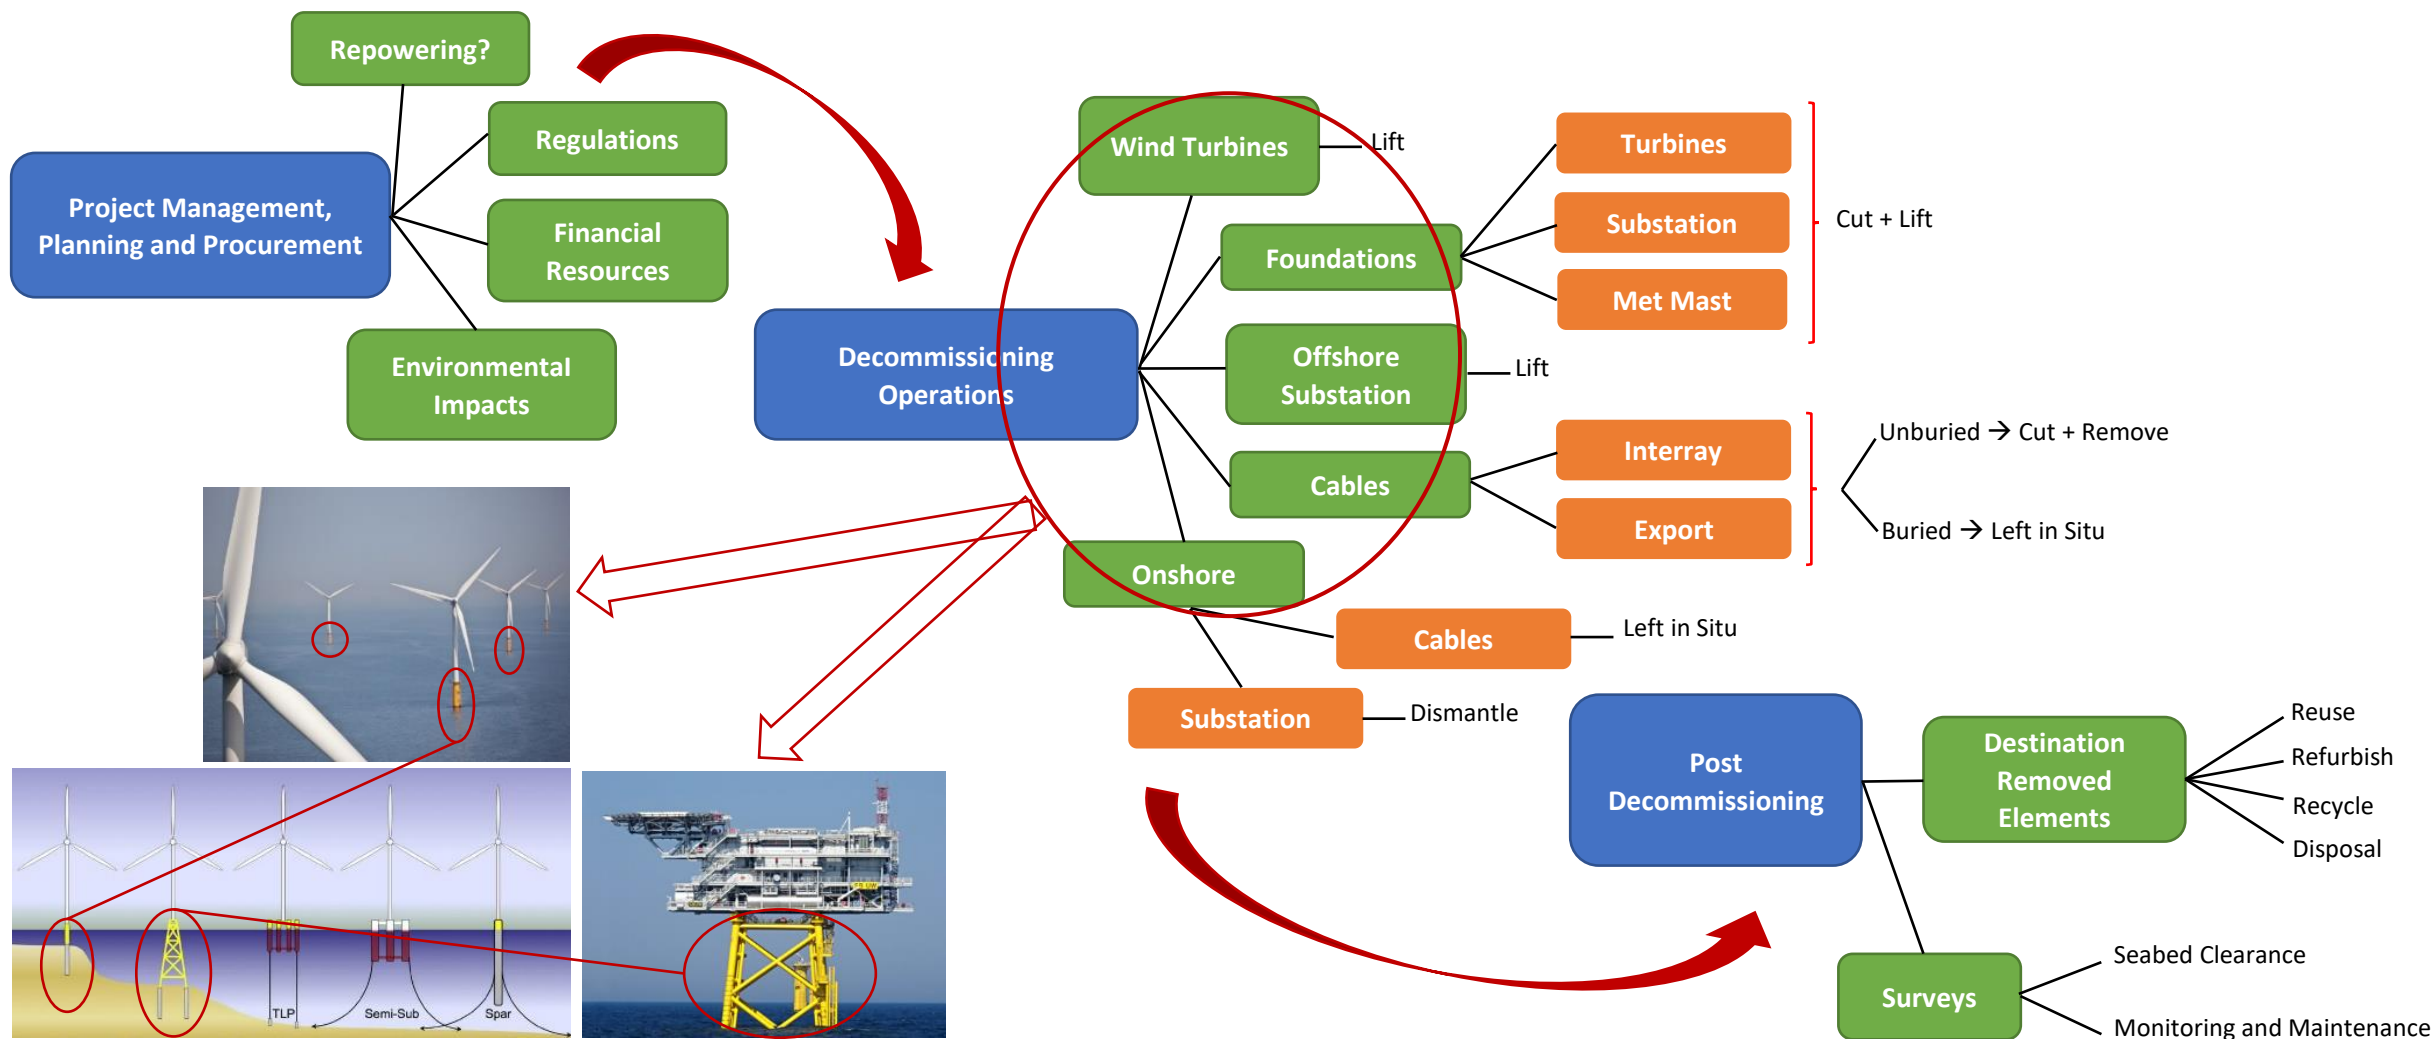 Repowering?
Regulations
Project Management,
Planning and Procurement
Financial
Resources
Environmental
Impacts
Wind Turbines
Lift
Foundations
Turbines
Substation
Met Mast
Cut + Lift
Decommissioning
Operations
Offshore
Substation
Lift
Cables
Interray
Export
Unburied → Cut + Remove
Buried → Left in Situ
Onshore
Cables
Left in Situ
Substation
Dismantle
Post
Decommissioning
Destination
Removed
Elements
Reuse
Refurbish
Recycle
Disposal
Surveys
Seabed Clearance
Monitoring and Maintenance
TLP
Semi-Sub
Spar